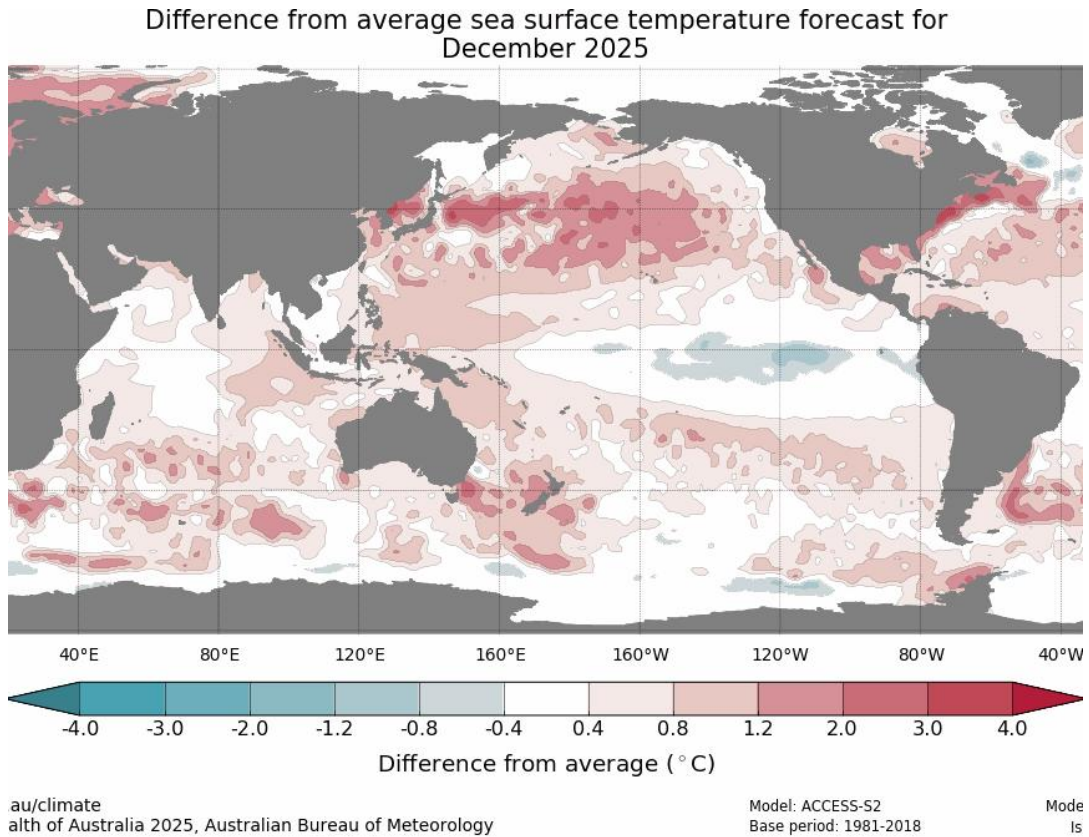 Difference from average sea surface temperature forecast for
December 2025
40°E 80°E 120°E 160°E 160°W 120°W 80°W 40°W
-4.0 -3.0 -2.0 -1.2 -0.8 -0.4 0.4 0.8 1.2 2.0 3.0 4.0
Difference from average (°C)
.au/climate
alth of Australia 2025, Australian Bureau of Meteorology
Model: ACCESS-S2
Base period: 1981-2018
Mode
Is